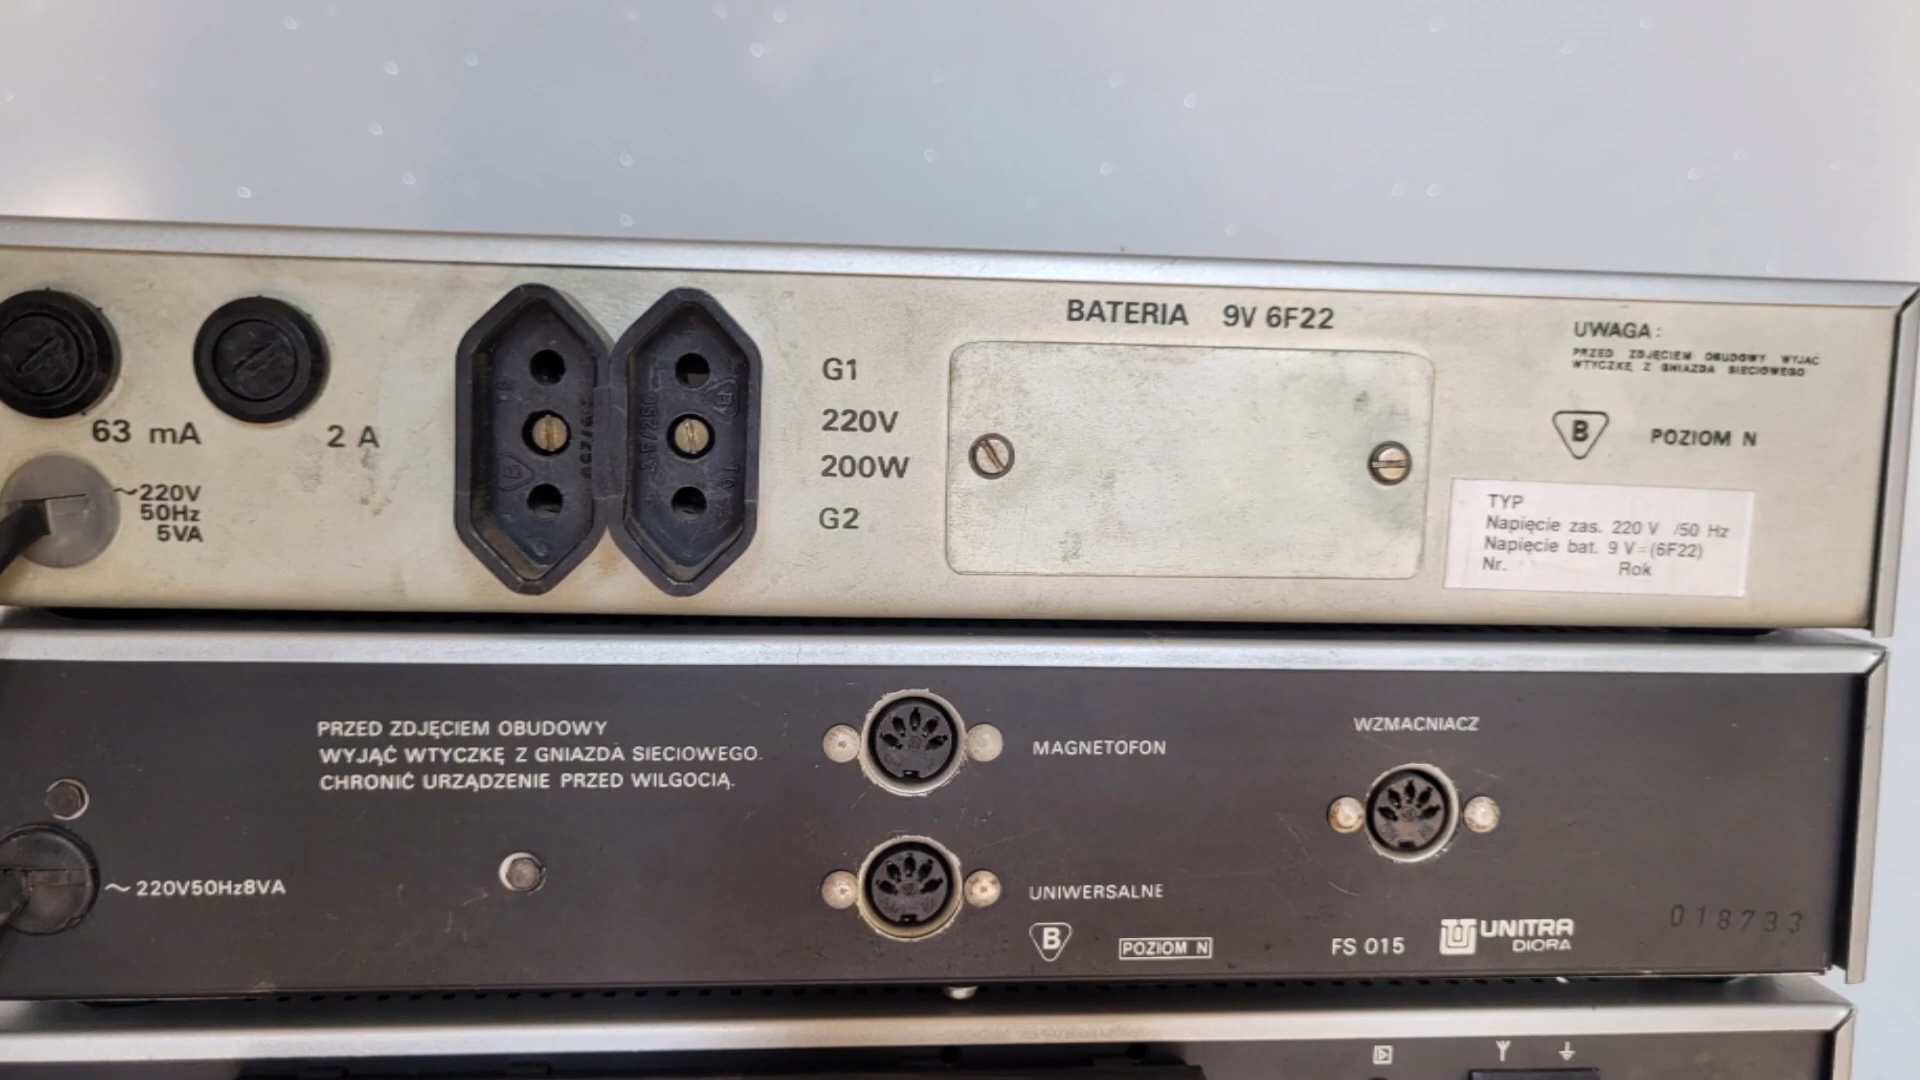 BATERIA 9V 6F22
UWAGA:
PRZED ZDJĘCIEM OBUDOWY WYJĄĆ
WTYCZKĘ Z GNIAZDA SIECIOWEGO
G1
220V
200W
G2
63 mA
2 A
~220V
50Hz
5VA
B
POZIOM N
TYP
Napięcie zas. 220 V /50 Hz
Napięcie bat. 9 V=(6F22)
Nr. Rok
PRZED ZDJĘCIEM OBUDOWY
WYJĄĆ WTYCZKĘ Z GNIAZDA SIECIOWEGO.
CHRONIĆ URZĄDZENIE PRZED WILGOCIĄ.
MAGNETOFON
WZMACNIACZ
~220V50Hz8VA
UNIWERSALNE
B
POZIOM N
FS 015
UNITRA
DIORA
018733